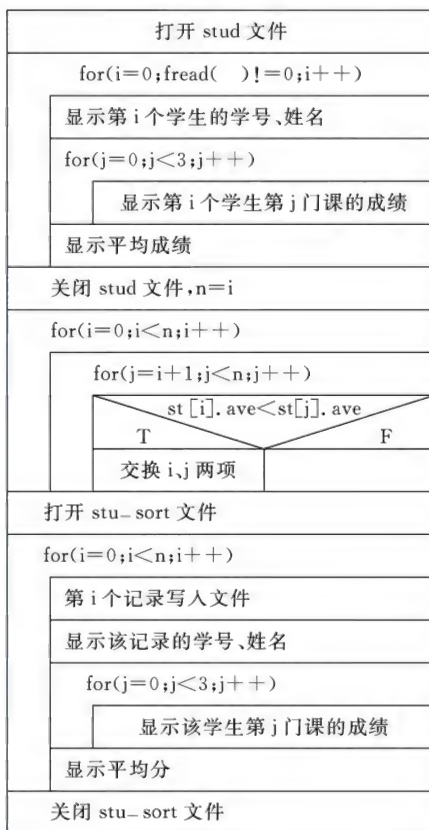 打开 stud 文件
for(i=0;fread( )!=0;i++)
显示第 i 个学生的学号、姓名
for(j=0;j<3;j++)
显示第 i 个学生第 j 门课的成绩
显示平均成绩
关闭 stud 文件,n=i
for(i=0;i<n;i++)
for(j=i+1;j<n;j++)
st[i].ave<st[j].ave
T F
交换 i、j 两项
打开 stu_sort 文件
for(i=0;i<n;i++)
第 i 个记录写入文件
显示该记录的学号、姓名
for(j=0;j<3;j++)
显示该学生第 j 门课的成绩
显示平均分
关闭 stu_sort 文件